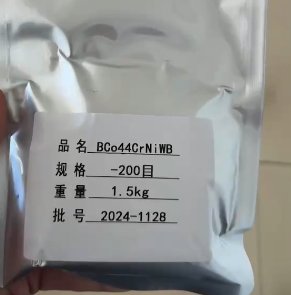 品 名 BCo44CrNiWB
规 格 -200目
重 量 1.5kg
批 号 2024-1128